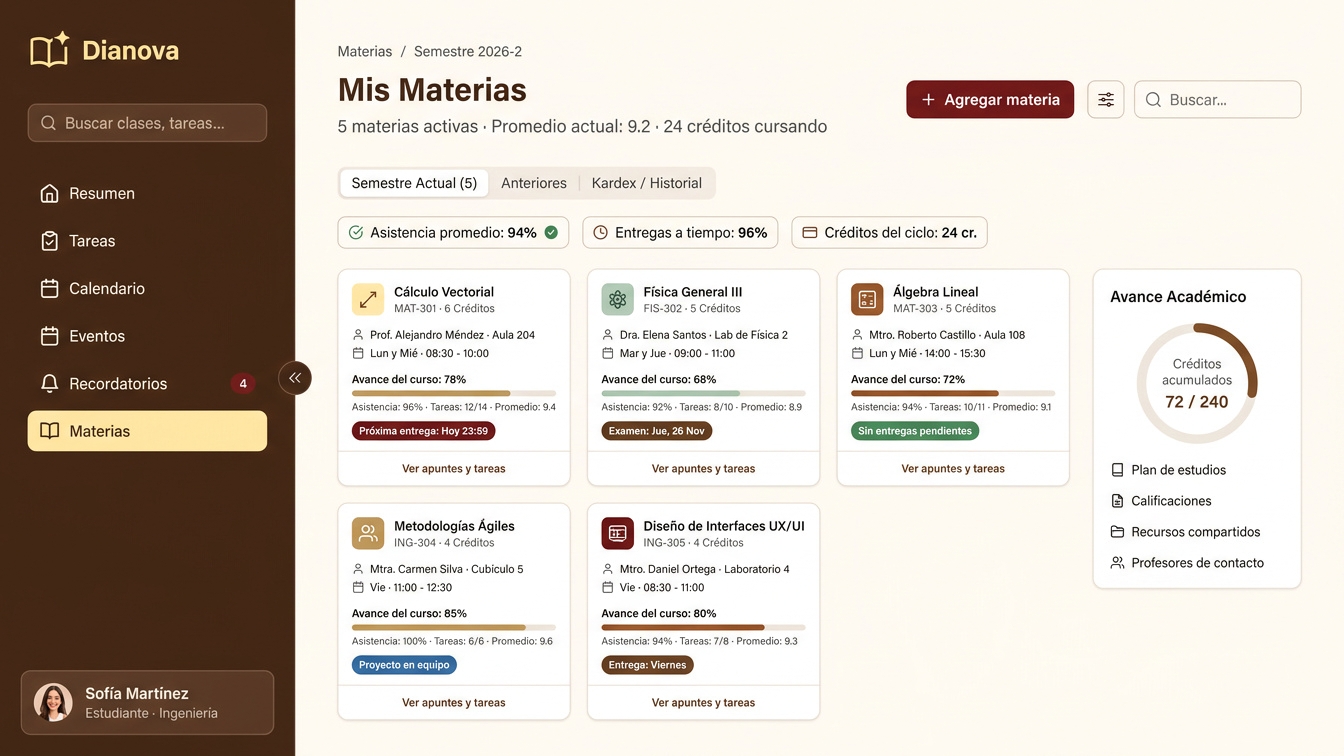 Dianova
Buscar clases, tareas...
Resumen
Tareas
Calendario
Eventos
Recordatorios 4
Materias
Sofía Martínez
Estudiante · Ingeniería
Materias / Semestre 2026-2
Mis Materias
5 materias activas · Promedio actual: 9.2 · 24 créditos cursando
+ Agregar materia
Buscar...
Semestre Actual (5) Anteriores Kardex / Historial
Asistencia promedio: 94% Entregas a tiempo: 96% Créditos del ciclo: 24 cr.
Cálculo Vectorial
MAT-301 · 6 Créditos
Prof. Alejandro Méndez · Aula 204
Lun y Mié · 08:30 - 10:00
Avance del curso: 78%
Asistencia: 96% · Tareas: 12/14 · Promedio: 9.4
Próxima entrega: Hoy 23:59
Ver apuntes y tareas
Física General III
FIS-302 · 5 Créditos
Dra. Elena Santos · Lab de Física 2
Mar y Jue · 09:00 - 11:00
Avance del curso: 68%
Asistencia: 92% · Tareas: 8/10 · Promedio: 8.9
Examen: Jue, 26 Nov
Ver apuntes y tareas
Álgebra Lineal
MAT-303 · 5 Créditos
Mtro. Roberto Castillo · Aula 108
Lun y Mié · 14:00 - 15:30
Avance del curso: 72%
Asistencia: 94% · Tareas: 10/11 · Promedio: 9.1
Sin entregas pendientes
Ver apuntes y tareas
Metodologías Ágiles
ING-304 · 4 Créditos
Mtra. Carmen Silva · Cubículo 5
Vie · 11:00 - 12:30
Avance del curso: 85%
Asistencia: 100% · Tareas: 6/6 · Promedio: 9.6
Proyecto en equipo
Ver apuntes y tareas
Diseño de Interfaces UX/UI
ING-305 · 4 Créditos
Mtro. Daniel Ortega · Laboratorio 4
Vie · 08:30 - 11:00
Avance del curso: 80%
Asistencia: 94% · Tareas: 7/8 · Promedio: 9.3
Entrega: Viernes
Ver apuntes y tareas
Avance Académico
Créditos
acumulados
72 / 240
Plan de estudios
Calificaciones
Recursos compartidos
Profesores de contacto